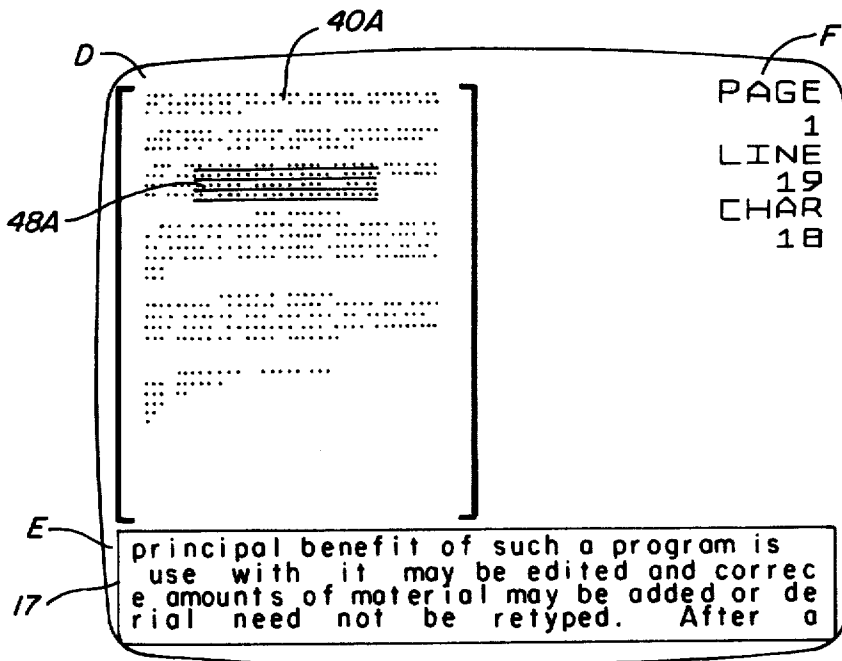 40A
D
F
PAGE
1
LINE
19
CHAR
18
48A
E
principal benefit of such a program is
use with it may be edited and correc
e amounts of material may be added or de
rial need not be retyped. After a
17